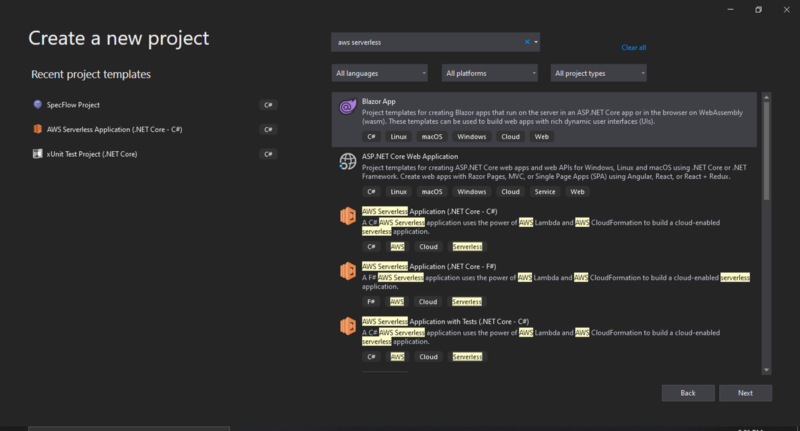 Create a new project
Recent project templates
SpecFlow Project C#
AWS Serverless Application (.NET Core - C#) C#
xUnit Test Project (.NET Core) C#
aws serverless
Clear all
All languages All platforms All project types
Blazor App
Project templates for creating Blazor apps that run on the server in an ASP.NET Core app or in the browser on WebAssembly
(wasm). These templates can be used to build web apps with rich dynamic user interfaces (UIs).
C# Linux macOS Windows Cloud Web
ASP.NET Core Web Application
Project templates for creating ASP.NET Core web apps and web APIs for Windows, Linux and macOS using .NET Core or .NET
Framework. Create web apps with Razor Pages, MVC, or Single Page Apps (SPA) using Angular, React, or React + Redux.
C# Linux macOS Windows Cloud Service Web
AWS Serverless Application (.NET Core - C#)
A C# AWS Serverless application uses the power of AWS Lambda and AWS CloudFormation to build a cloud-enabled
serverless application.
C# AWS Cloud Serverless
AWS Serverless Application (.NET Core - F#)
A F# AWS Serverless application uses the power of AWS Lambda and AWS CloudFormation to build a cloud-enabled serverless
application.
F# AWS Cloud Serverless
AWS Serverless Application with Tests (.NET Core - C#)
A C# AWS Serverless application uses the power of AWS Lambda and AWS CloudFormation to build a cloud-enabled
serverless application.
C# AWS Cloud Serverless
Back Next